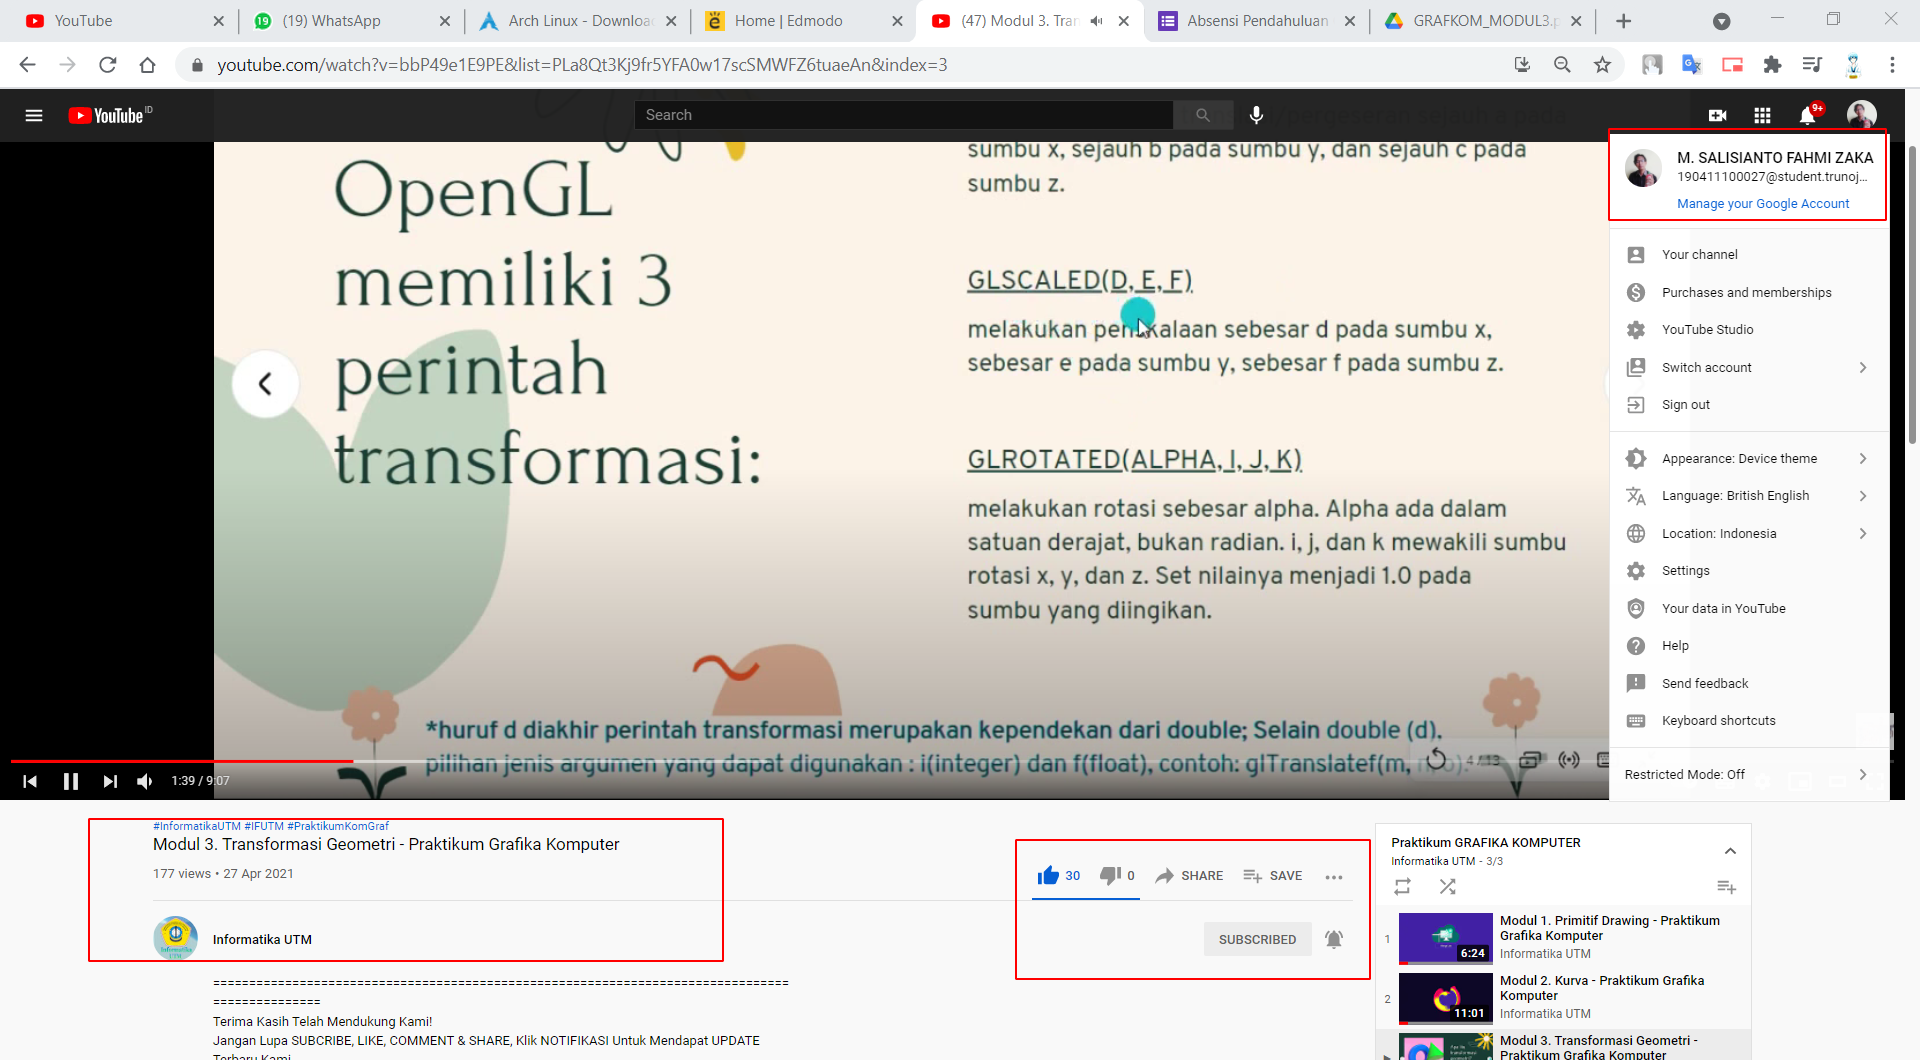 YouTube
(19) WhatsApp
Arch Linux - Downloa
Home | Edmodo
(47) Modul 3. Tra
Absensi Pendahuluan
GRAFKOM_MODUL3.p
youtube.com/watch?v=bbP49e1E9PE&list=PLa8Qt3Kj9fr5YFA0w17scSMWFZ6tuaeAn&index=3
YouTube ID
Search
9+
OpenGL
memiliki 3
perintah
transformasi:
sumbu x, sejauh b pada sumbu y, dan sejauh c pada
sumbu z.
GLSCALED(D, E, F)
melakukan penskalaan sebesar d pada sumbu x,
sebesar e pada sumbu y, sebesar f pada sumbu z.
GLROTATED(ALPHA, I, J, K)
melakukan rotasi sebesar alpha. Alpha ada dalam
satuan derajat, bukan radian. i, j, dan k mewakili sumbu
rotasi x, y, dan z. Set nilainya menjadi 1.0 pada
sumbu yang diingikan.
*huruf d diakhir perintah transformasi merupakan kependekan dari double; Selain double (d).
pilihan jenis argumen yang dapat digunakan : i(integer) dan f(float), contoh: glTranslatef(m, n, o).
4 / 13
1:39 / 9:07
M. SALISIANTO FAHMI ZAKA
190411100027@student.trunoj...
Manage your Google Account
Your channel
Purchases and memberships
YouTube Studio
Switch account
Sign out
Appearance: Device theme
Language: British English
Location: Indonesia
Settings
Your data in YouTube
Help
Send feedback
Keyboard shortcuts
Restricted Mode: Off
#InformatikaUTM #IFUTM #PraktikumKomGraf
Modul 3. Transformasi Geometri - Praktikum Grafika Komputer
177 views • 27 Apr 2021
30
0
SHARE
SAVE
Informatika UTM
SUBSCRIBED
================================================================================
===============
Terima Kasih Telah Mendukung Kami!
Jangan Lupa SUBCRIBE, LIKE, COMMENT & SHARE, Klik NOTIFIKASI Untuk Mendapat UPDATE
Terbaru Kami
Praktikum GRAFIKA KOMPUTER
Informatika UTM - 3/3
1
6:24
Modul 1. Primitif Drawing - Praktikum
Grafika Komputer
Informatika UTM
2
11:01
Modul 2. Kurva - Praktikum Grafika
Komputer
Informatika UTM
Modul 3. Transformasi Geometri -
Praktikum Grafika Komputer